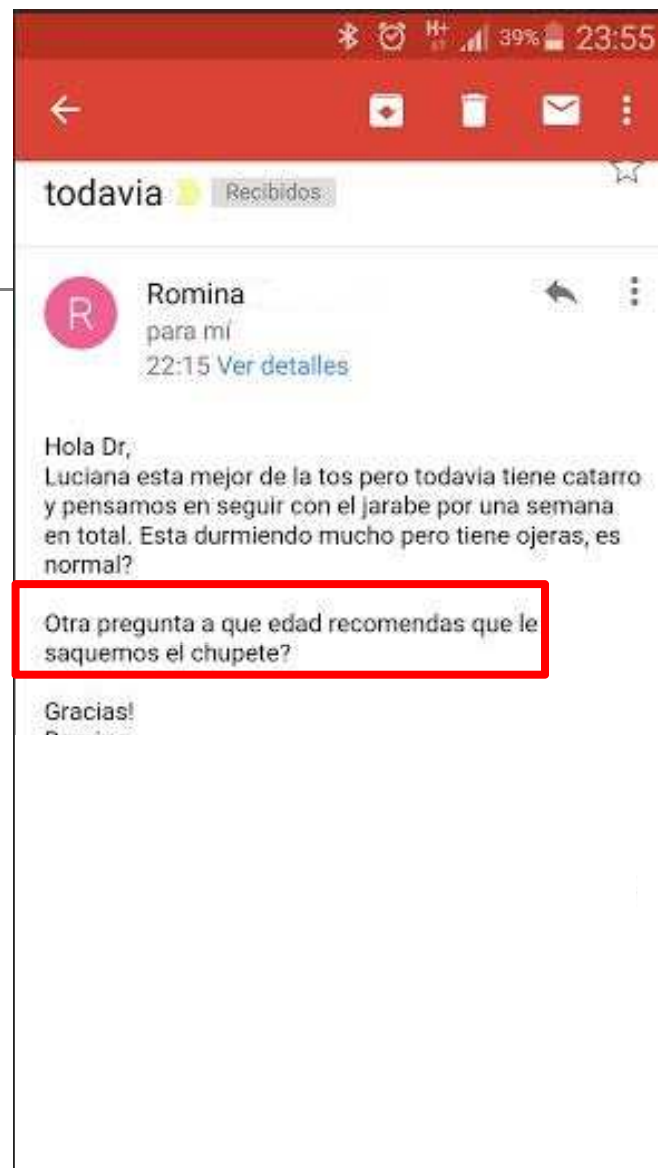 39% 23:55
todavia Recibidos
R Romina
para mí
22:15 Ver detalles
Hola Dr,
Luciana esta mejor de la tos pero todavia tiene catarro
y pensamos en seguir con el jarabe por una semana
en total. Esta durmiendo mucho pero tiene ojeras, es
normal?
Otra pregunta a que edad recomendas que le
saquemos el chupete?
Gracias!